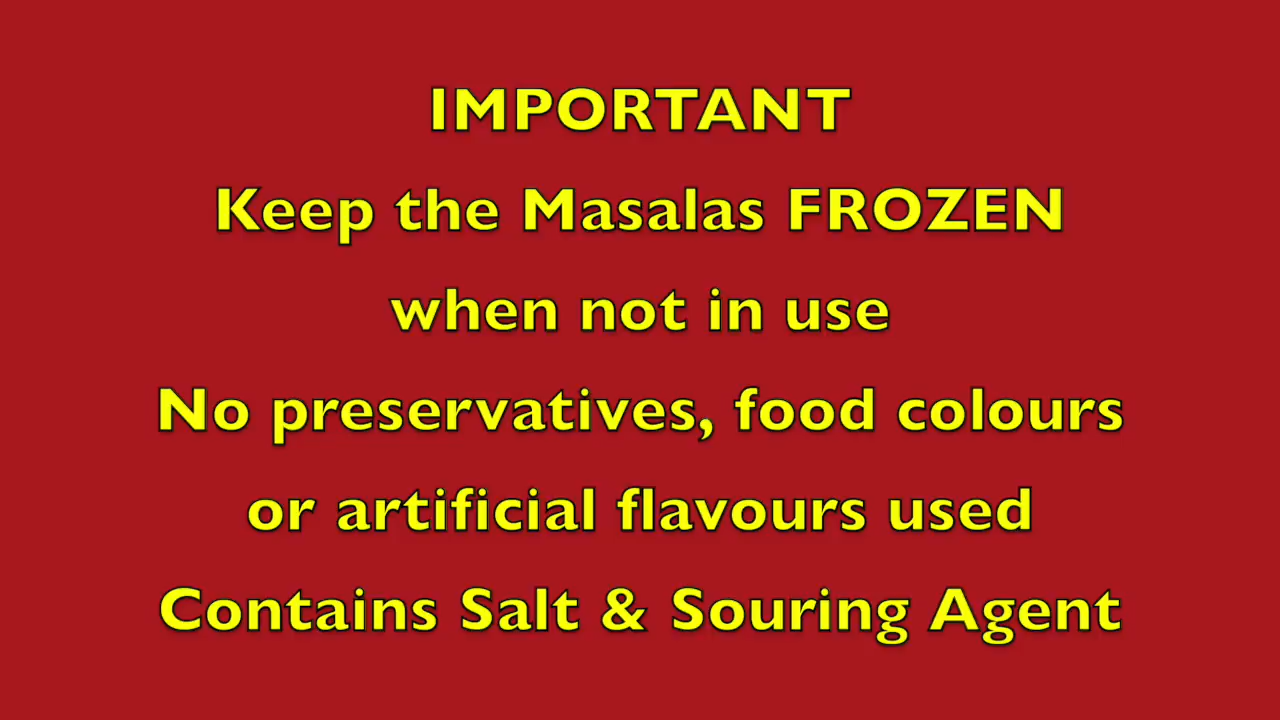 IMPORTANT
Keep the Masalas FROZEN
when not in use
No preservatives, food colours
or artificial flavours used
Contains Salt & Souring Agent